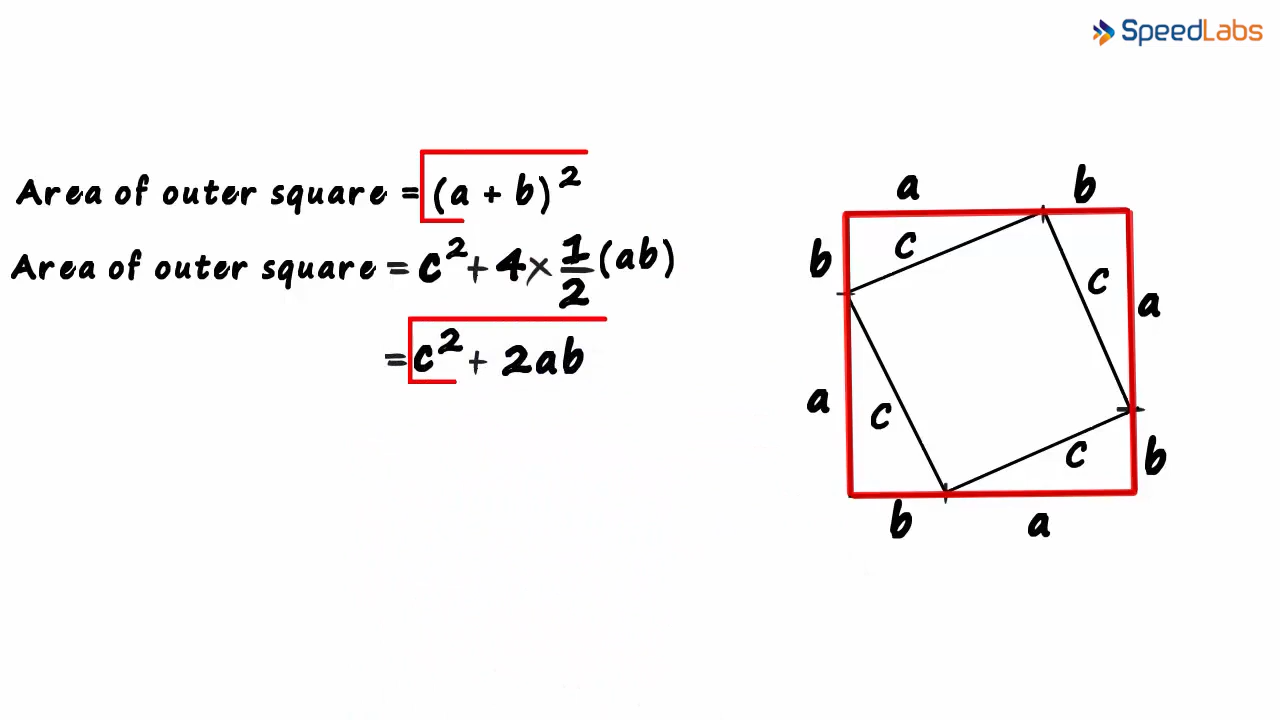 SpeedLabs
Area of outer square = (a + b)²
Area of outer square = c² + 4 × 1/2 (ab)
= c² + 2ab
a b
b c
c
a
a c
c b
b a